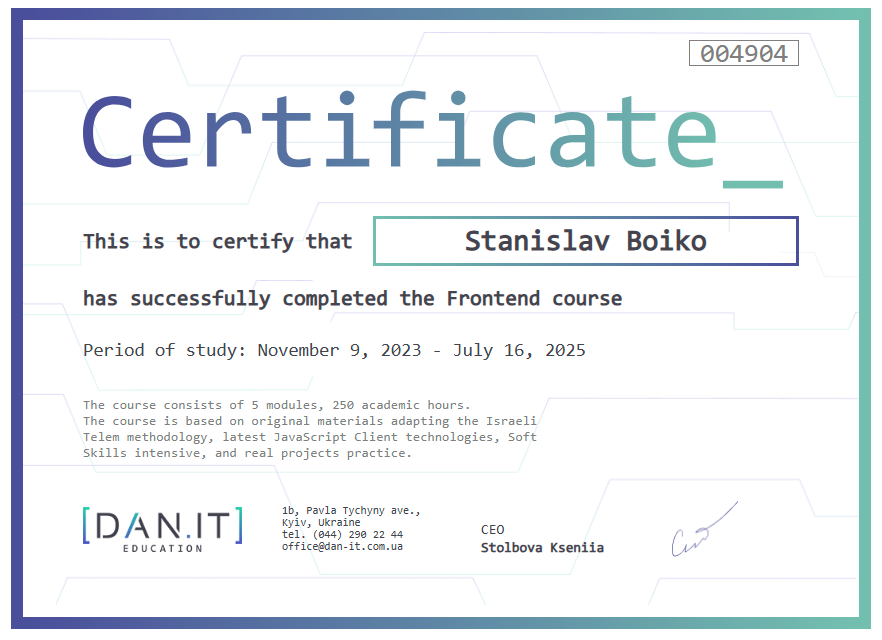 004904
Certificate_
This is to certify that Stanislav Boiko
has successfully completed the Frontend course
Period of study: November 9, 2023 - July 16, 2025
The course consists of 5 modules, 250 academic hours.
The course is based on original materials adapting the Israeli
Telem methodology, latest JavaScript Client technologies, Soft
Skills intensive, and real projects practice.
[DAN.IT]
EDUCATION
1b, Pavla Tychyny ave.,
Kyiv, Ukraine
tel. (044) 290 22 44
office@dan-it.com.ua
CEO
Stolbova Kseniia